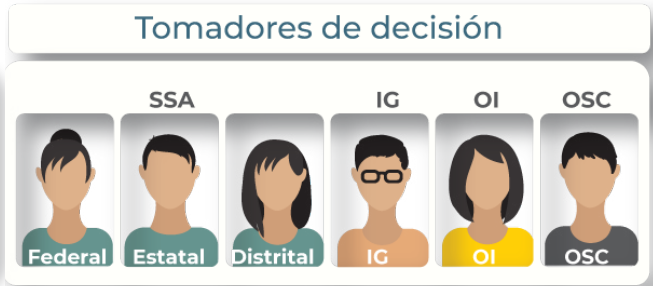 Tomadores de decisión
SSA IG OI OSC
Federal Estatal Distrital IG OI OSC